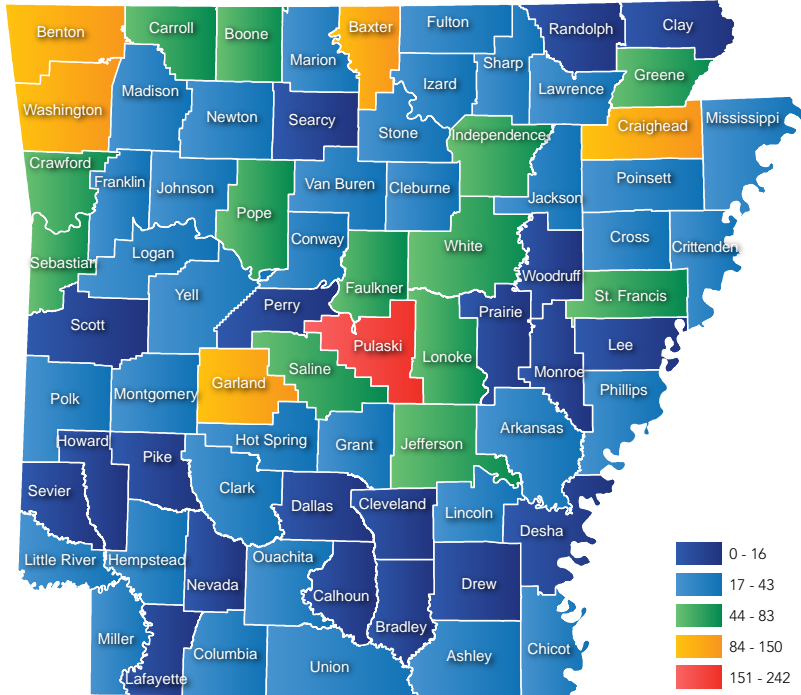 Benton
Carroll
Boone
Marion
Baxter
Fulton
Randolph
Clay
Sharp
Izard
Greene
Lawrence
Washington
Madison
Newton
Searcy
Stone
Independence
Craighead
Mississippi
Crawford
Franklin
Johnson
Pope
Van Buren
Cleburne
Jackson
Poinsett
Sebastian
Logan
Conway
White
Cross
Crittenden
Yell
Faulkner
Woodruff
St. Francis
Scott
Perry
Prairie
Pulaski
Lonoke
Lee
Polk
Montgomery
Garland
Saline
Monroe
Phillips
Howard
Pike
Hot Spring
Grant
Jefferson
Arkansas
Sevier
Clark
Dallas
Cleveland
Lincoln
Desha
Little River
Hempstead
Nevada
Ouachita
Calhoun
Bradley
Drew
Miller
Lafayette
Columbia
Union
Ashley
Chicot
0 - 16
17 - 43
44 - 83
84 - 150
151 - 242